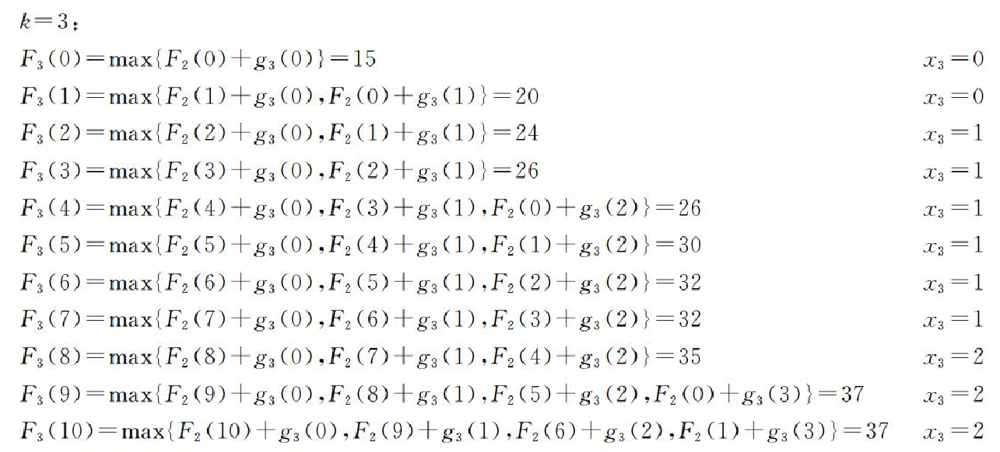 k=3:
F₃(0)=max{F₂(0)+g₃(0)}=15 x₃=0
F₃(1)=max{F₂(1)+g₃(0),F₂(0)+g₃(1)}=20 x₃=0
F₃(2)=max{F₂(2)+g₃(0),F₂(1)+g₃(1)}=24 x₃=1
F₃(3)=max{F₂(3)+g₃(0),F₂(2)+g₃(1)}=26 x₃=1
F₃(4)=max{F₂(4)+g₃(0),F₂(3)+g₃(1),F₂(0)+g₃(2)}=26 x₃=1
F₃(5)=max{F₂(5)+g₃(0),F₂(4)+g₃(1),F₂(1)+g₃(2)}=30 x₃=1
F₃(6)=max{F₂(6)+g₃(0),F₂(5)+g₃(1),F₂(2)+g₃(2)}=32 x₃=1
F₃(7)=max{F₂(7)+g₃(0),F₂(6)+g₃(1),F₂(3)+g₃(2)}=32 x₃=1
F₃(8)=max{F₂(8)+g₃(0),F₂(7)+g₃(1),F₂(4)+g₃(2)}=35 x₃=2
F₃(9)=max{F₂(9)+g₃(0),F₂(8)+g₃(1),F₂(5)+g₃(2),F₂(0)+g₃(3)}=37 x₃=2
F₃(10)=max{F₂(10)+g₃(0),F₂(9)+g₃(1),F₂(6)+g₃(2),F₂(1)+g₃(3)}=37 x₃=2